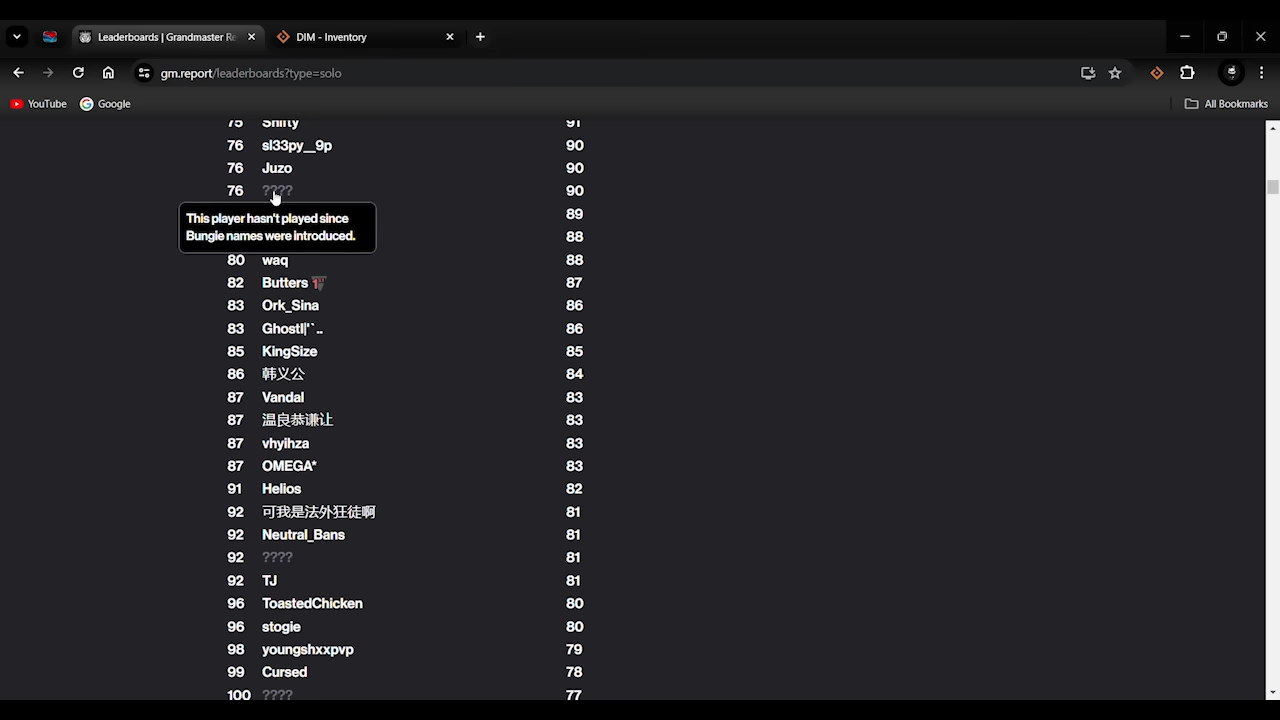 Leaderboards | Grandmaster Re
DIM - Inventory
gm.report/leaderboards?type=solo
YouTube
Google
All Bookmarks
75 Shifty 91
76 sl33py__9p 90
76 Juzo 90
76 ???? 90
This player hasn't played since
Bungie names were introduced.
89
88
80 waq 88
82 Butters 87
83 Ork_Sina 86
83 Ghostl|'`.. 86
85 KingSize 85
86 韩义公 84
87 Vandal 83
87 温良恭谦让 83
87 vhyihza 83
87 OMEGA* 83
91 Helios 82
92 可我是法外狂徒啊 81
92 Neutral_Bans 81
92 ???? 81
92 TJ 81
96 ToastedChicken 80
96 stogie 80
98 youngshxxpvp 79
99 Cursed 78
100 ???? 77